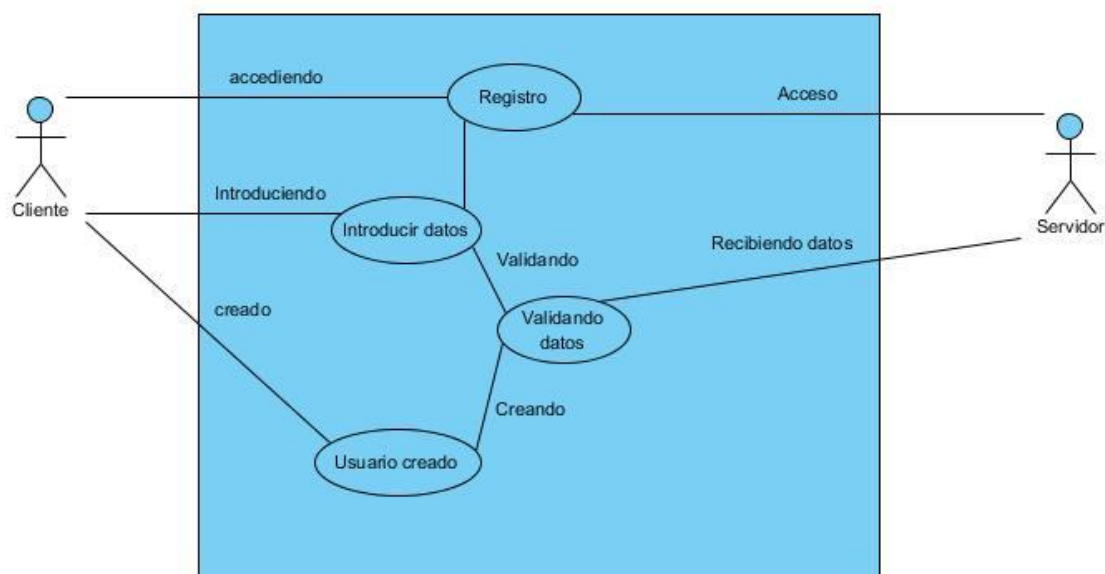 accediendo
Registro
Acceso
Cliente
Introduciendo
Introducir datos
Servidor
Validando
Recibiendo datos
Validando
datos
creado
Creando
Usuario creado